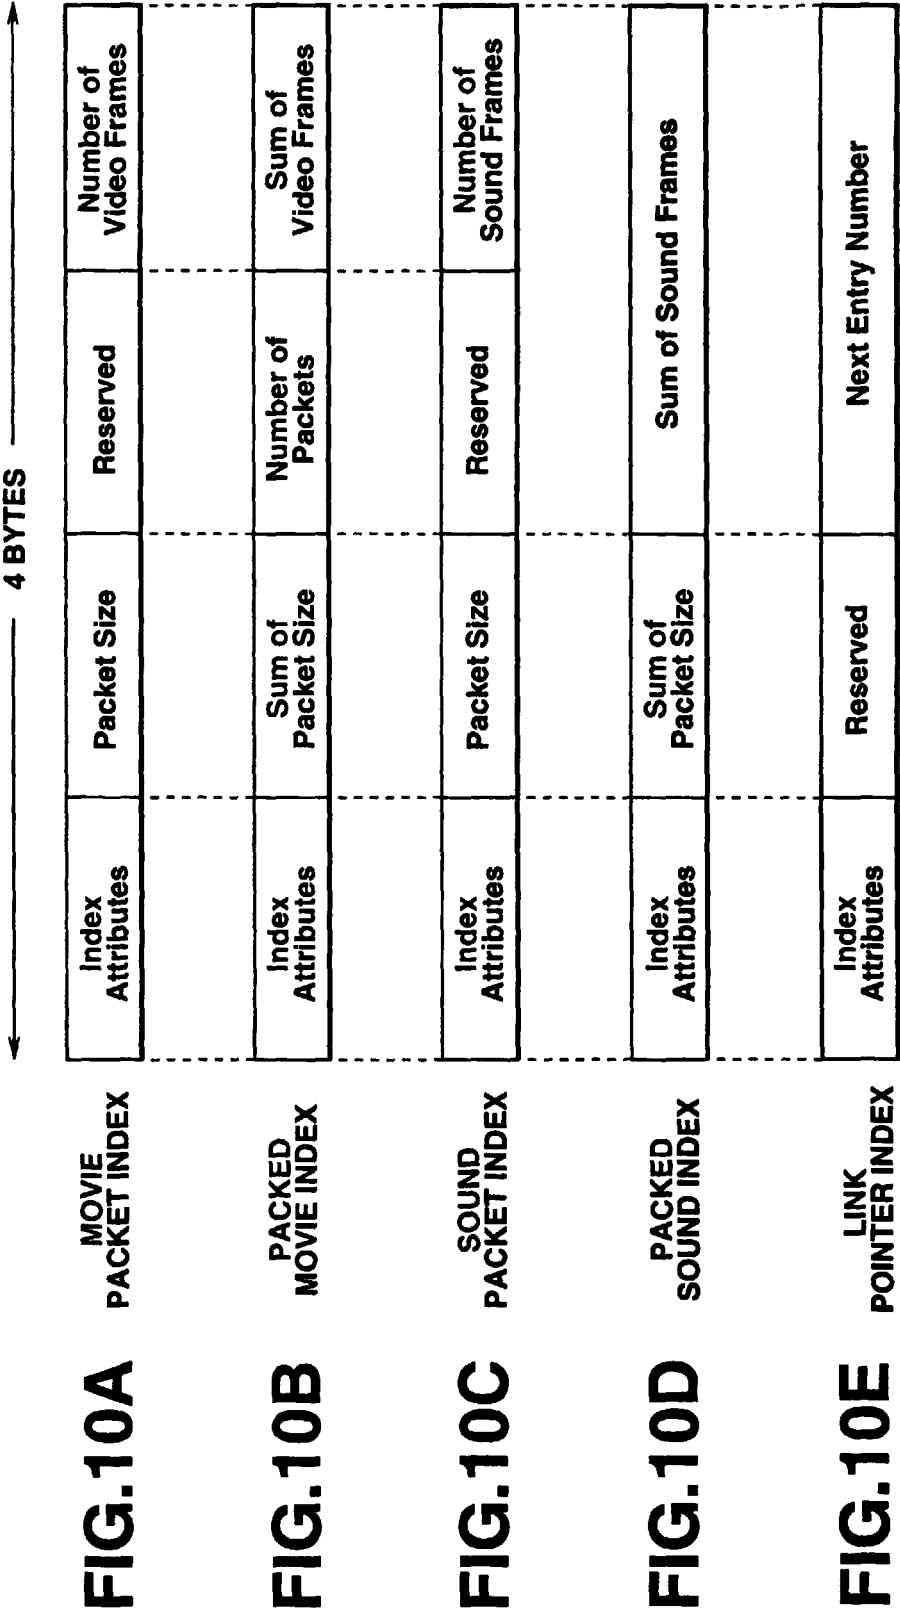 4 BYTES
FIG.10A
MOVIE
PACKET INDEX
Index
Attributes
Packet Size
Reserved
Number of
Video Frames
FIG.10B
PACKED
MOVIE INDEX
Index
Attributes
Sum of
Packet Size
Number of
Packets
Sum of
Video Frames
FIG.10C
SOUND
PACKET INDEX
Index
Attributes
Packet Size
Reserved
Number of
Sound Frames
FIG.10D
PACKED
SOUND INDEX
Index
Attributes
Sum of
Packet Size
Sum of Sound Frames
FIG.10E
LINK
POINTER INDEX
Index
Attributes
Reserved
Next Entry Number